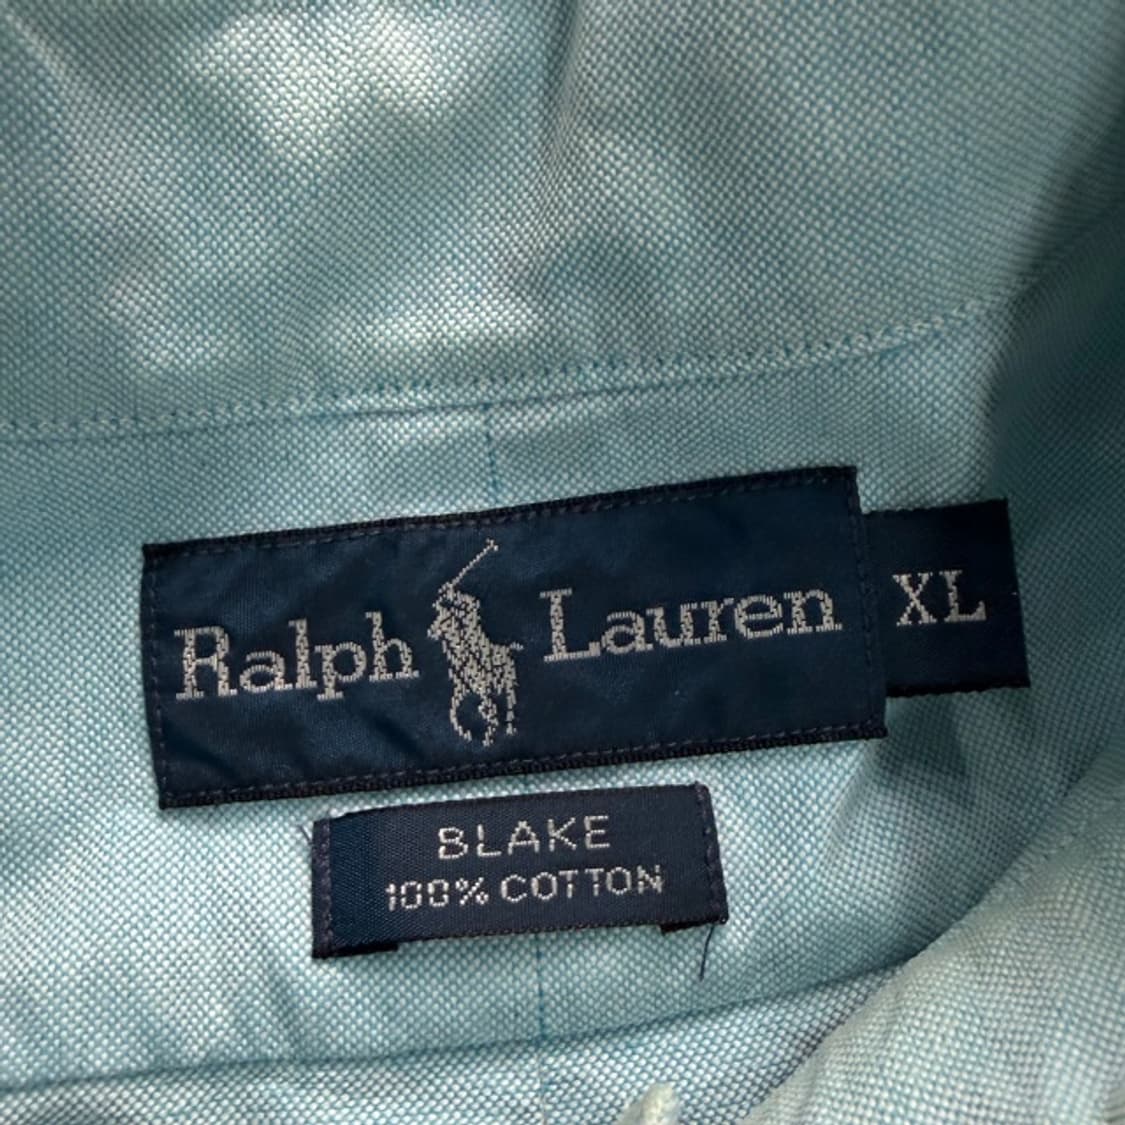 Ralph Lauren XL
BLAKE
100% COTTON